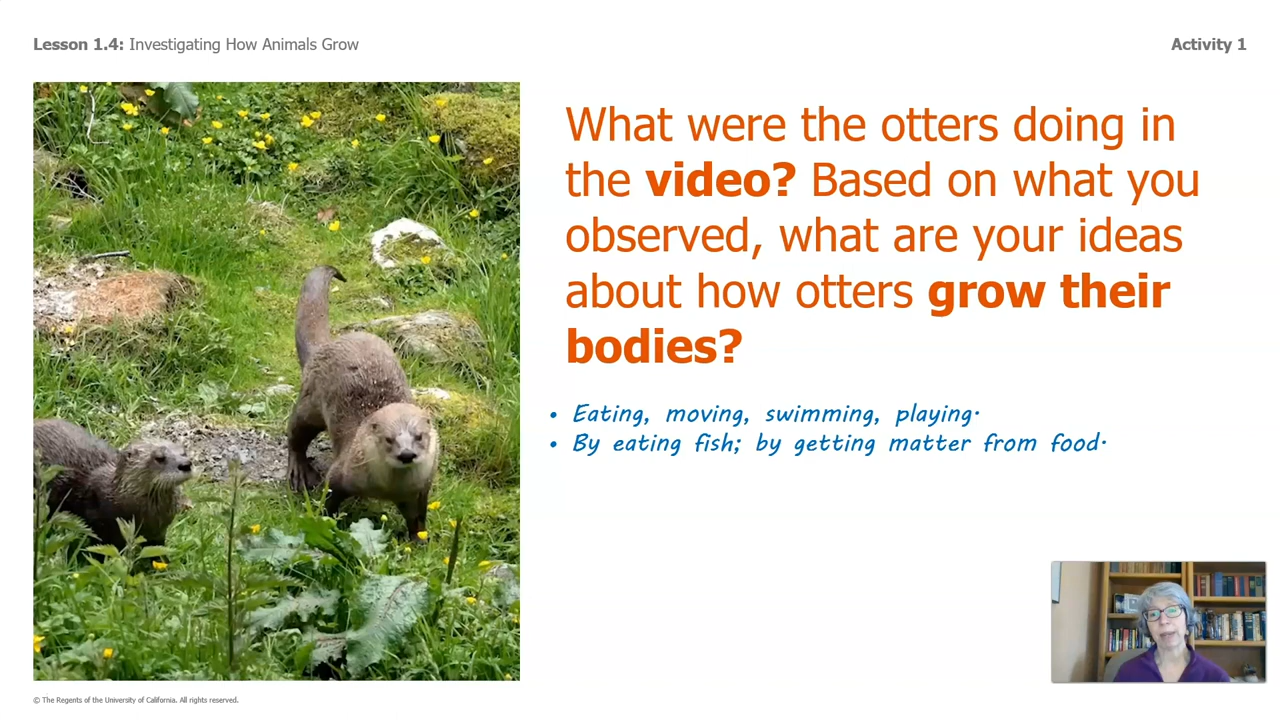 Lesson 1.4: Investigating How Animals Grow
Activity 1
What were the otters doing in
the video? Based on what you
observed, what are your ideas
about how otters grow their
bodies?
• Eating, moving, swimming, playing.
• By eating fish; by getting matter from food.
© The Regents of the University of California. All rights reserved.